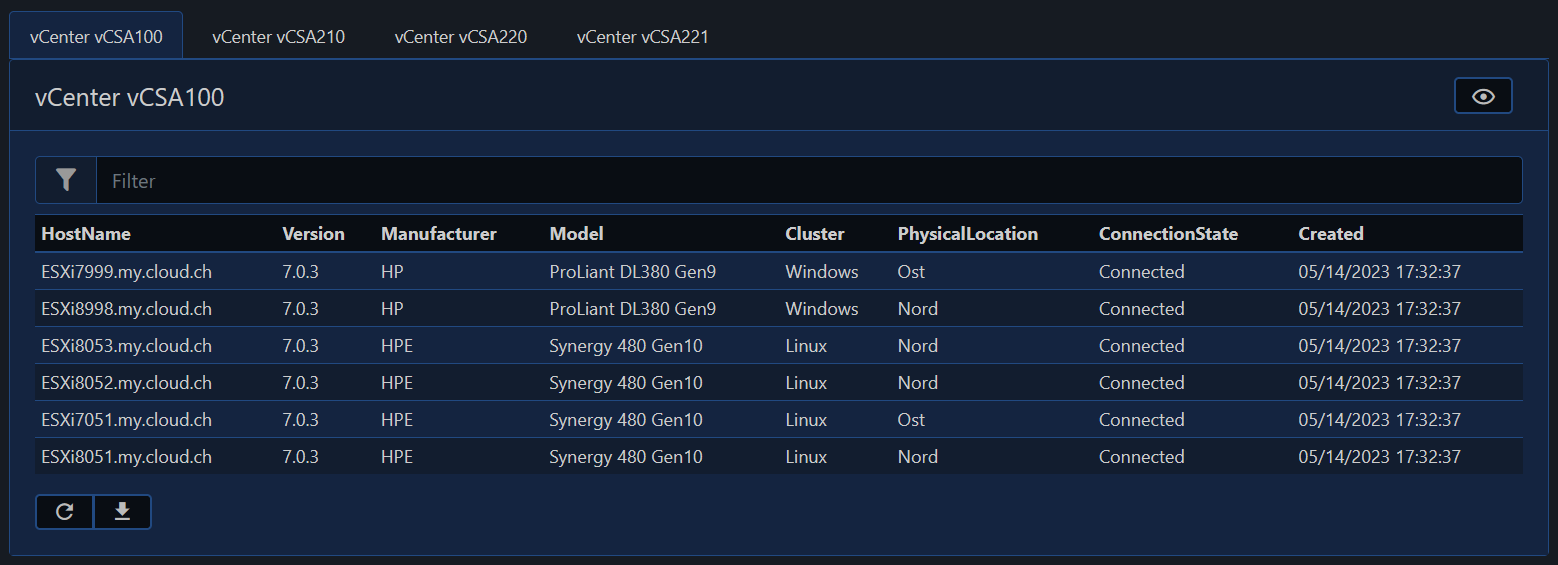 vCenter vCSA100 vCenter vCSA210 vCenter vCSA220 vCenter vCSA221
vCenter vCSA100
Filter
HostName Version Manufacturer Model Cluster PhysicalLocation ConnectionState Created
ESXi7999.my.cloud.ch 7.0.3 HP ProLiant DL380 Gen9 Windows Ost Connected 05/14/2023 17:32:37
ESXi8998.my.cloud.ch 7.0.3 HP ProLiant DL380 Gen9 Windows Nord Connected 05/14/2023 17:32:37
ESXi8053.my.cloud.ch 7.0.3 HPE Synergy 480 Gen10 Linux Nord Connected 05/14/2023 17:32:37
ESXi8052.my.cloud.ch 7.0.3 HPE Synergy 480 Gen10 Linux Nord Connected 05/14/2023 17:32:37
ESXi7051.my.cloud.ch 7.0.3 HPE Synergy 480 Gen10 Linux Ost Connected 05/14/2023 17:32:37
ESXi8051.my.cloud.ch 7.0.3 HPE Synergy 480 Gen10 Linux Nord Connected 05/14/2023 17:32:37